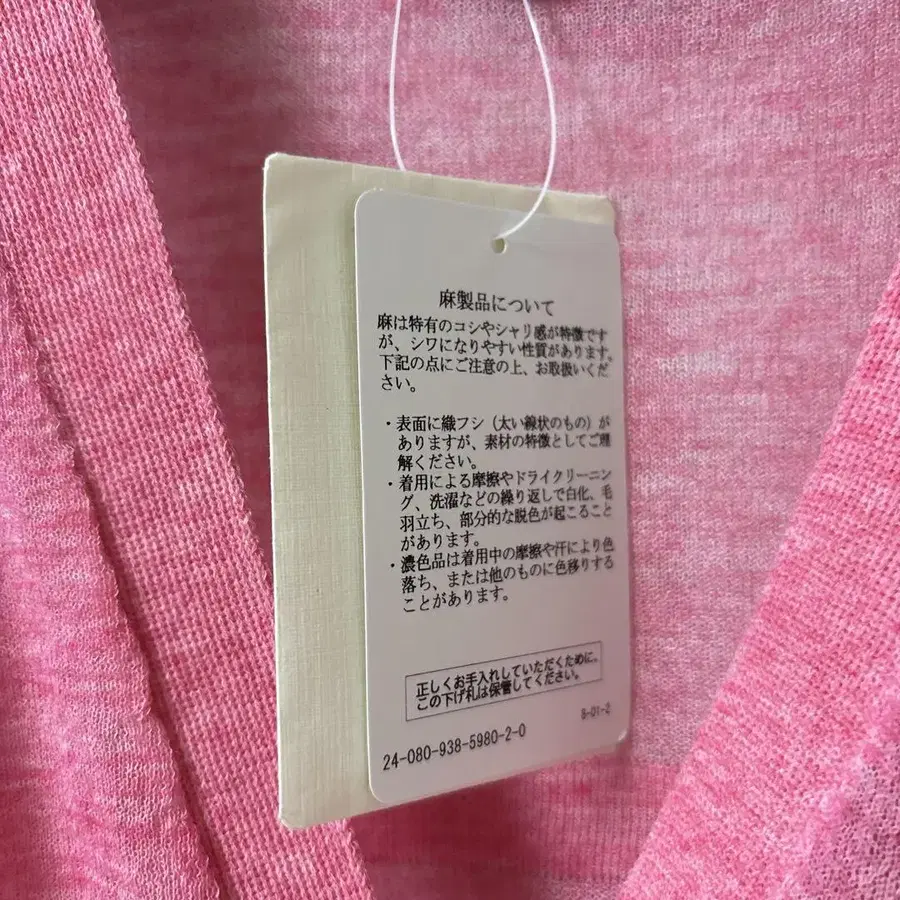 麻製品について
麻は特有のコシやシャリ感が特徴です
が、シワになりやすい性質があります。
下記の点にご注意の上、お取扱いくだ
さい。
・表面に織フシ（太い線状のもの）が
ありますが、素材の特徴としてご理
解ください。
・着用による摩擦やドライクリーニン
グ、洗濯などの繰り返しで白化、毛
羽立ち、部分的な脱色が起こること
があります。
・濃色品は着用中の摩擦や汗により色
落ち、または他のものに色移りする
ことがあります。
正しくお手入れしていただくために、
この下げ札は保管してください。
B-01-2
24-080-938-5980-2-0